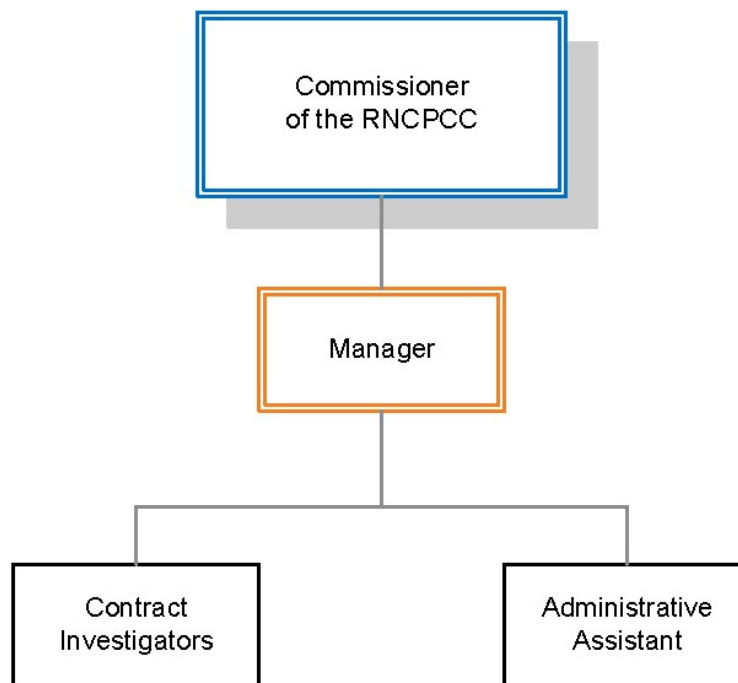 Commissioner
of the RNCPCC
Manager
Contract
Investigators
Administrative
Assistant